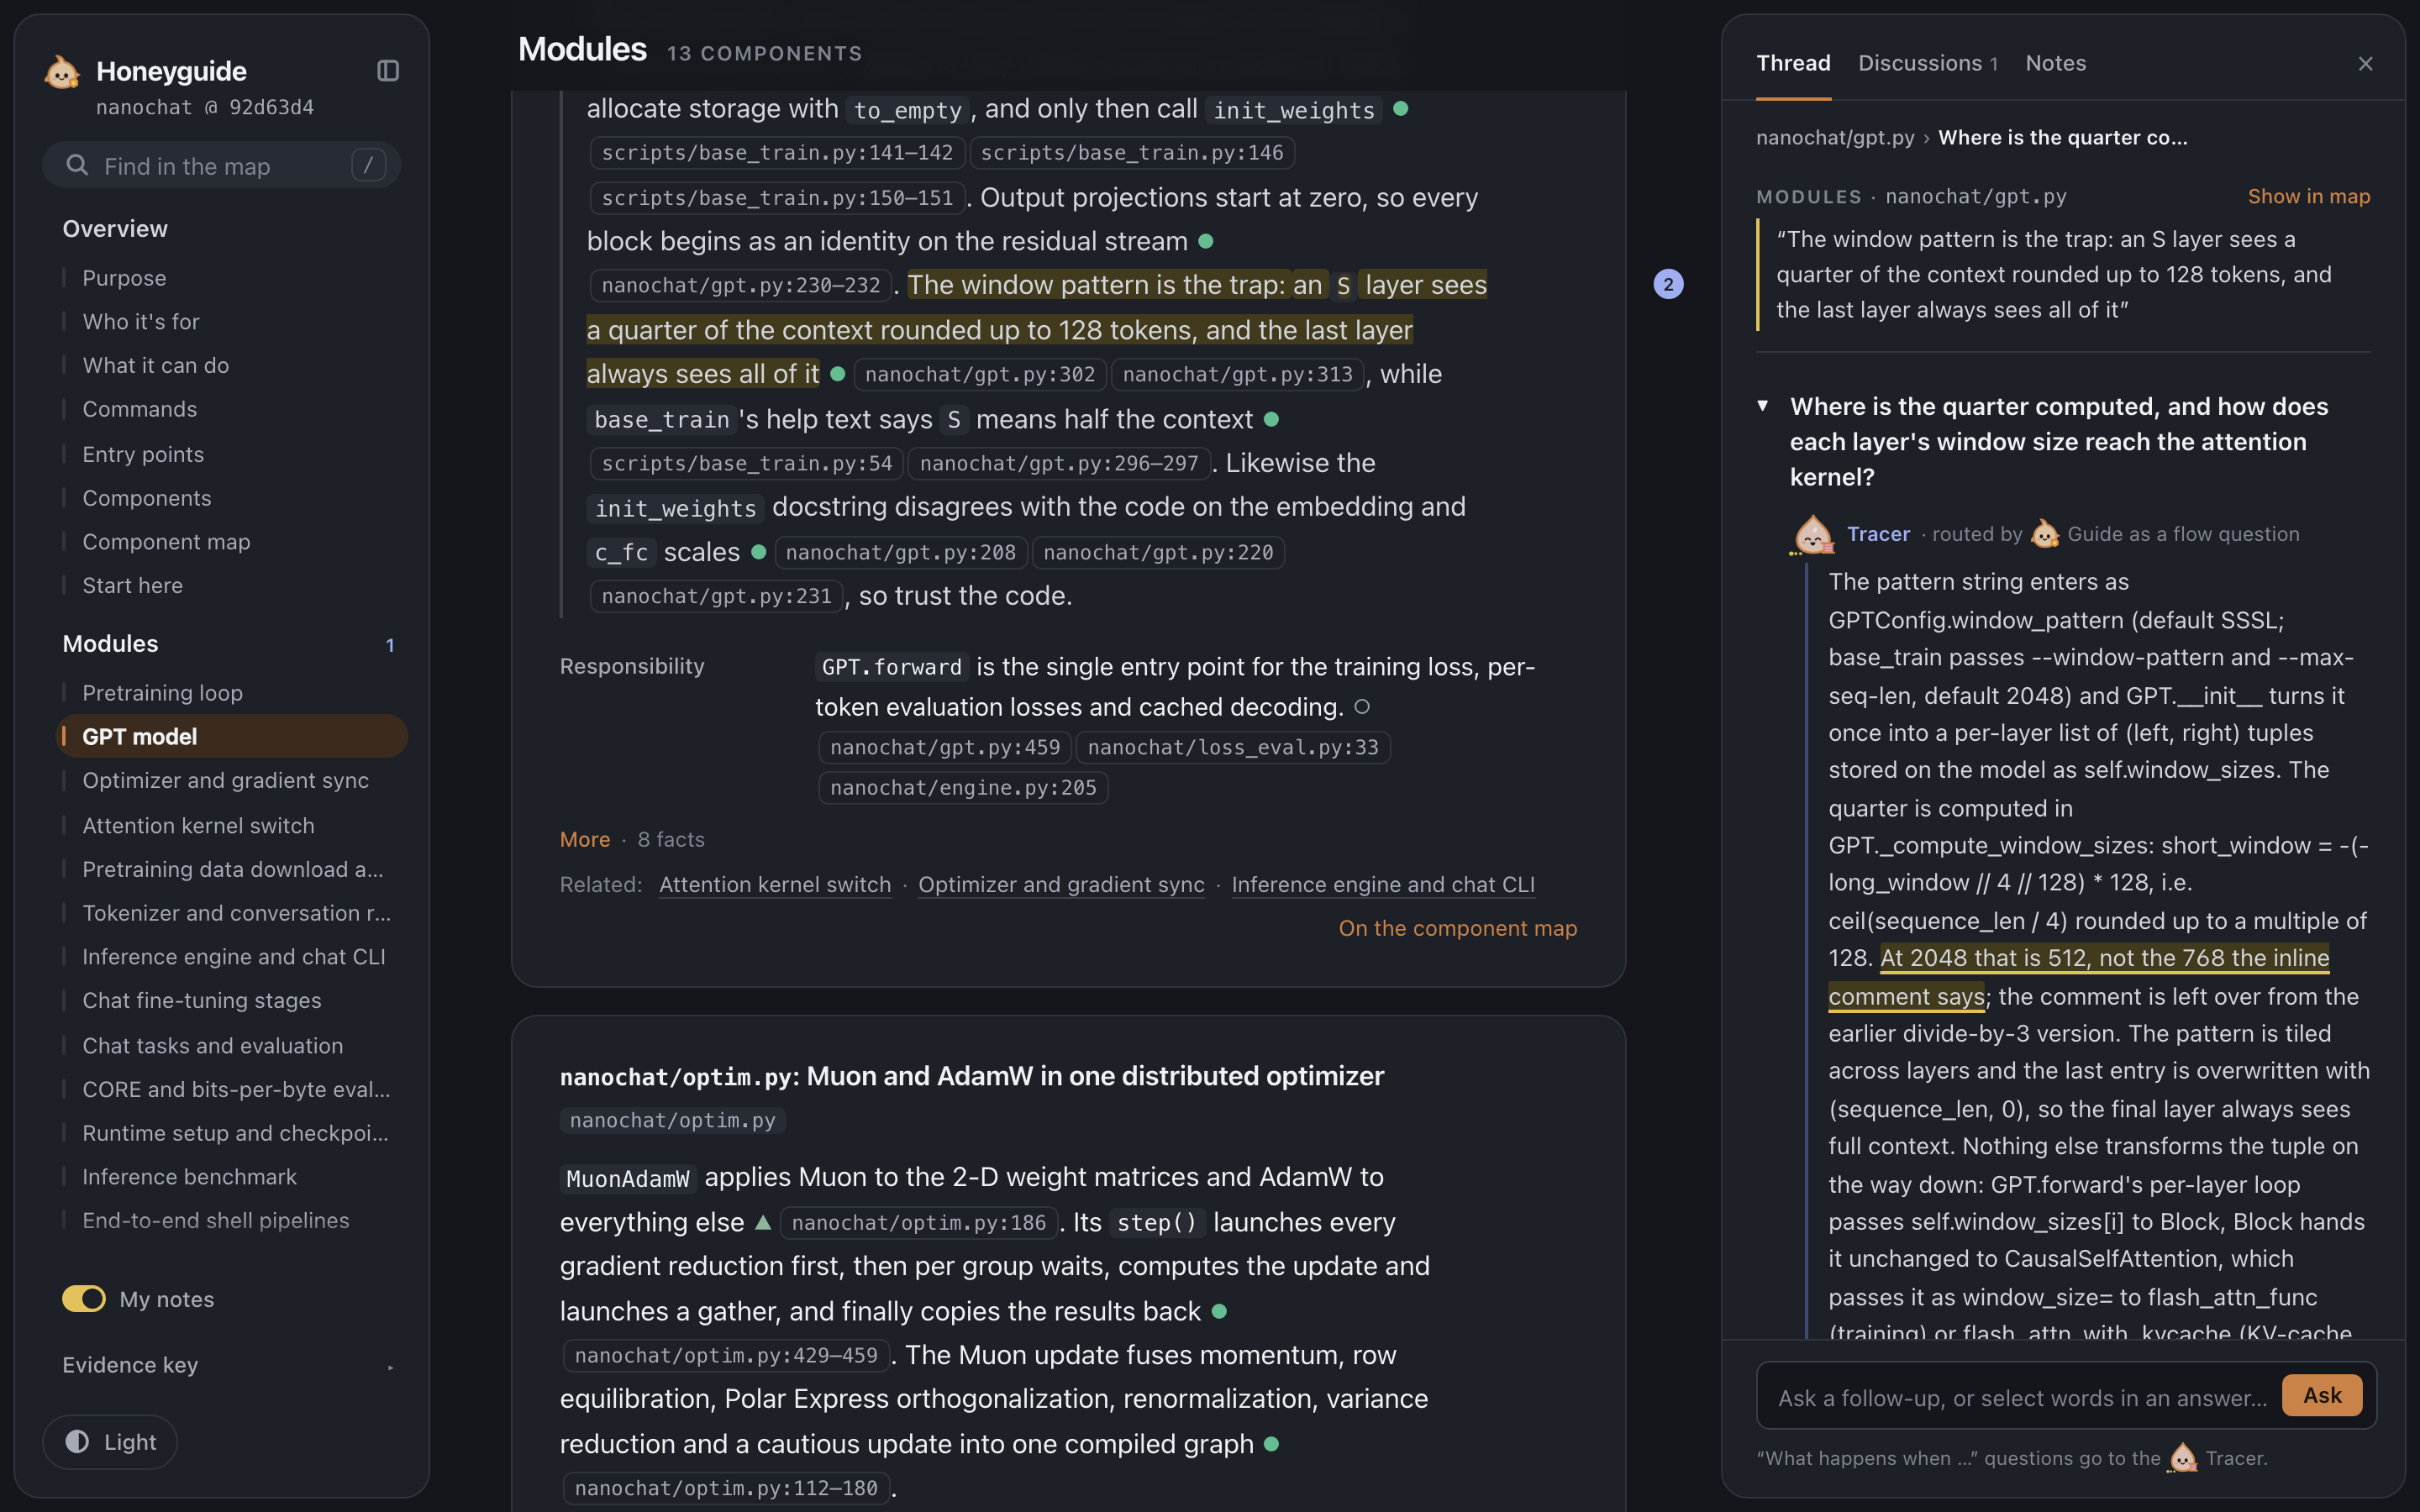 Honeyguide
nanochat @ 92d63d4
Find in the map /
Overview
Purpose
Who it's for
What it can do
Commands
Entry points
Components
Component map
Start here
Modules 1
Pretraining loop
GPT model
Optimizer and gradient sync
Attention kernel switch
Pretraining data download a...
Tokenizer and conversation r...
Inference engine and chat CLI
Chat fine-tuning stages
Chat tasks and evaluation
CORE and bits-per-byte eval...
Runtime setup and checkpoi...
Inference benchmark
End-to-end shell pipelines
My notes
Evidence key
Light
Modules 13 COMPONENTS
allocate storage with to_empty, and only then call init_weights
scripts/base_train.py:141–142 scripts/base_train.py:146
scripts/base_train.py:150–151. Output projections start at zero, so every
block begins as an identity on the residual stream
nanochat/gpt.py:230–232. The window pattern is the trap: an S layer sees
a quarter of the context rounded up to 128 tokens, and the last layer
always sees all of it nanochat/gpt.py:302 nanochat/gpt.py:313, while
base_train's help text says S means half the context
scripts/base_train.py:54 nanochat/gpt.py:296–297. Likewise the
init_weights docstring disagrees with the code on the embedding and
c_fc scales nanochat/gpt.py:208 nanochat/gpt.py:220
nanochat/gpt.py:231, so trust the code.
2
Responsibility
GPT.forward is the single entry point for the training loss, per-
token evaluation losses and cached decoding.
nanochat/gpt.py:459 nanochat/loss_eval.py:33
nanochat/engine.py:205
More · 8 facts
Related: Attention kernel switch · Optimizer and gradient sync · Inference engine and chat CLI
On the component map
nanochat/optim.py: Muon and AdamW in one distributed optimizer
nanochat/optim.py
MuonAdamW applies Muon to the 2-D weight matrices and AdamW to
everything else nanochat/optim.py:186. Its step() launches every
gradient reduction first, then per group waits, computes the update and
launches a gather, and finally copies the results back
nanochat/optim.py:429–459. The Muon update fuses momentum, row
equilibration, Polar Express orthogonalization, renormalization, variance
reduction and a cautious update into one compiled graph
nanochat/optim.py:112–180.
Thread Discussions 1 Notes ×
nanochat/gpt.py › Where is the quarter co...
MODULES · nanochat/gpt.py Show in map
“The window pattern is the trap: an S layer sees a
quarter of the context rounded up to 128 tokens, and
the last layer always sees all of it”
Where is the quarter computed, and how does
each layer's window size reach the attention
kernel?
Tracer · routed by Guide as a flow question
The pattern string enters as
GPTConfig.window_pattern (default SSSL;
base_train passes --window-pattern and --max-
seq-len, default 2048) and GPT.__init__ turns it
once into a per-layer list of (left, right) tuples
stored on the model as self.window_sizes. The
quarter is computed in
GPT._compute_window_sizes: short_window = -(-
long_window // 4 // 128) * 128, i.e.
ceil(sequence_len / 4) rounded up to a multiple of
128. At 2048 that is 512, not the 768 the inline
comment says; the comment is left over from the
earlier divide-by-3 version. The pattern is tiled
across layers and the last entry is overwritten with
(sequence_len, 0), so the final layer always sees
full context. Nothing else transforms the tuple on
the way down: GPT.forward's per-layer loop
passes self.window_sizes[i] to Block, Block hands
it unchanged to CausalSelfAttention, which
passes it as window_size= to flash_attn_func
(training) or flash_attn_with_kvcache (KV-cache
Ask a follow-up, or select words in an answer... Ask
“What happens when ...” questions go to the Tracer.